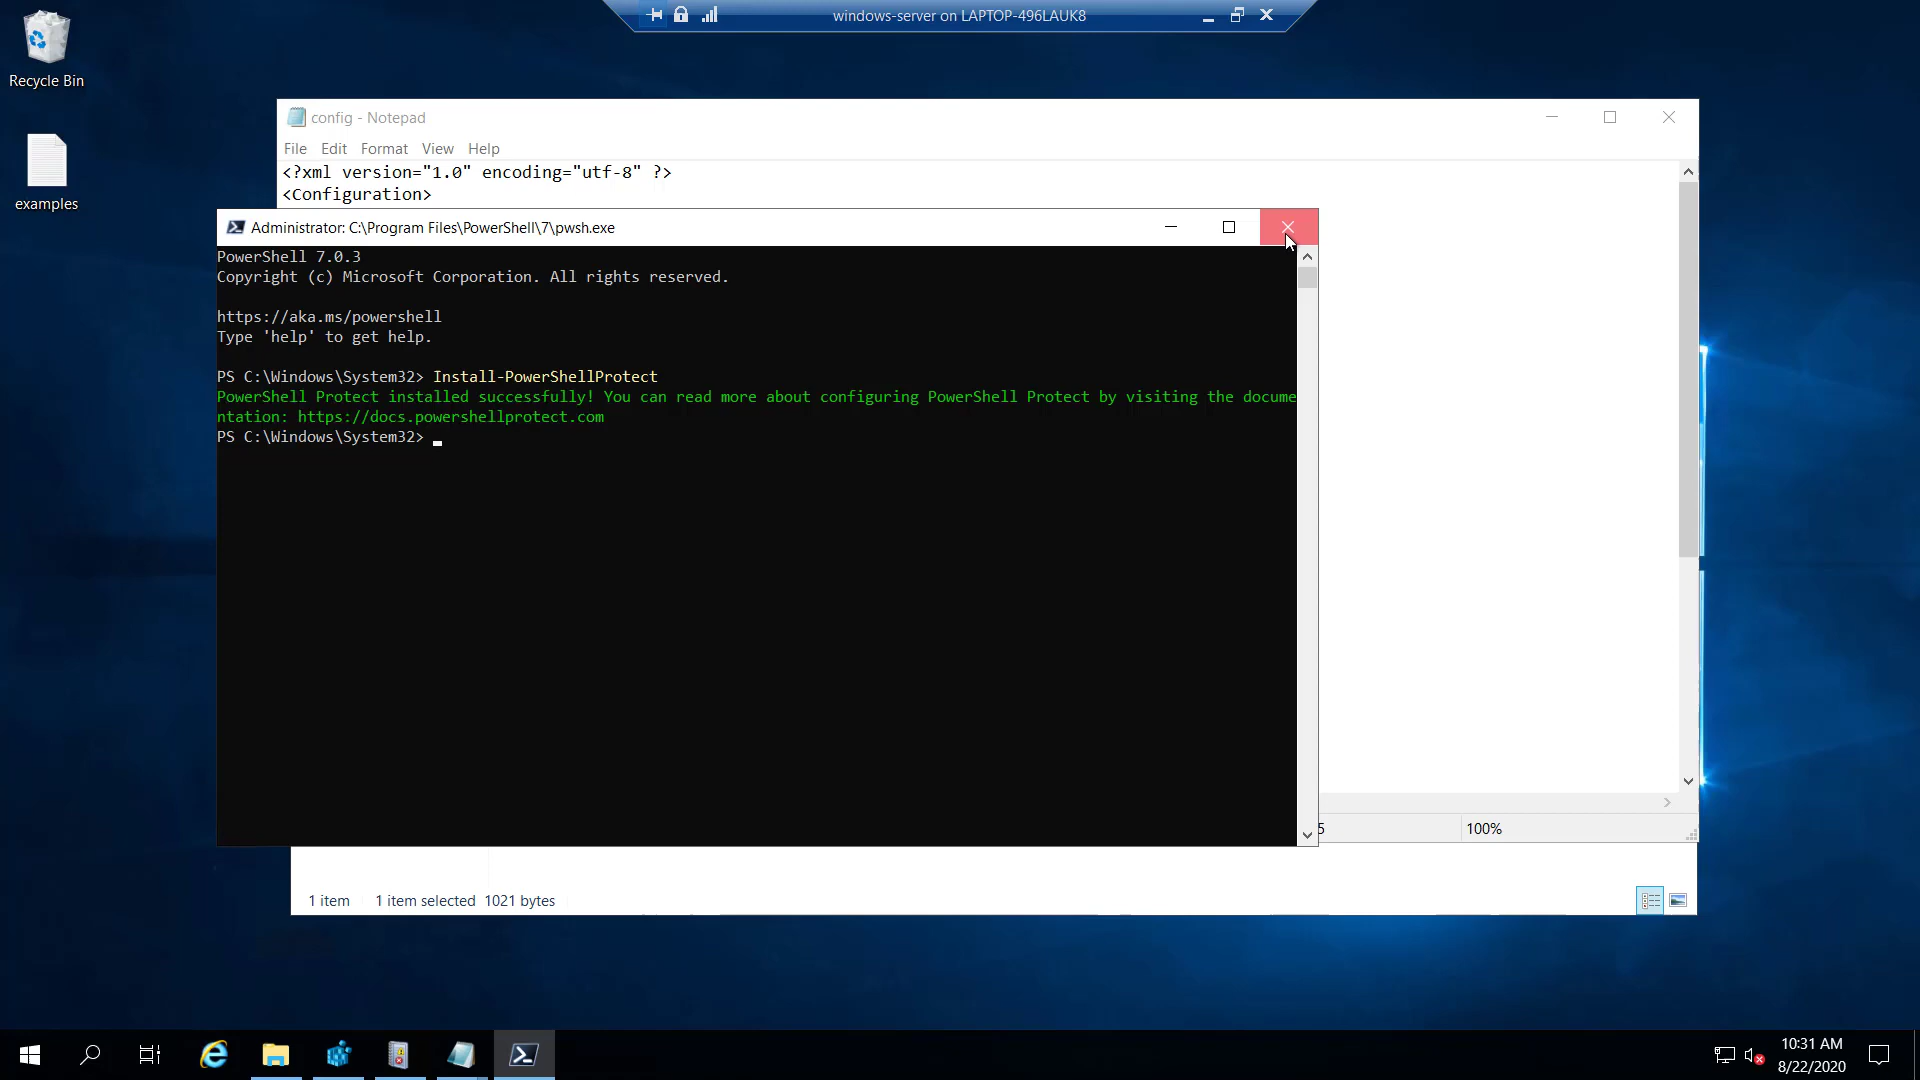 windows-server on LAPTOP-496LAUK8
Recycle Bin
examples
config - Notepad
File Edit Format View Help
<?xml version="1.0" encoding="utf-8" ?>
<Configuration>
Administrator: C:\Program Files\PowerShell\7\pwsh.exe
PowerShell 7.0.3
Copyright (c) Microsoft Corporation. All rights reserved.
https://aka.ms/powershell
Type 'help' to get help.
PS C:\Windows\System32> Install-PowerShellProtect
PowerShell Protect installed successfully! You can read more about configuring PowerShell Protect by visiting the docume
ntation: https://docs.powershellprotect.com
PS C:\Windows\System32>
5 100%
1 item 1 item selected 1021 bytes
10:31 AM
8/22/2020